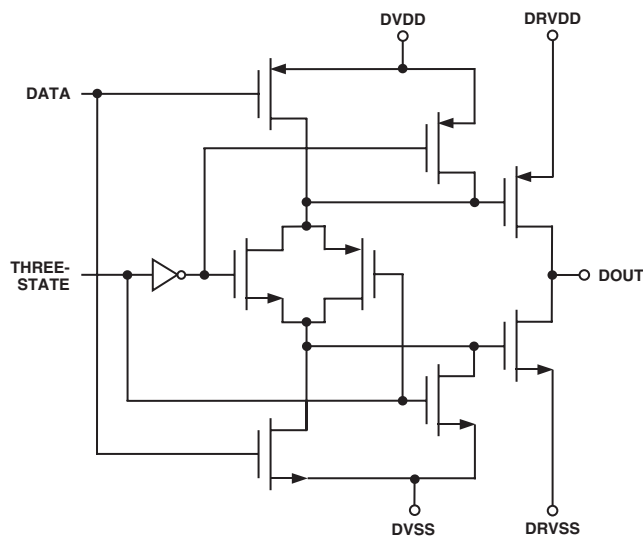 DVDD
DRVDD
DATA
THREE-
STATE
DOUT
DVSS
DRVSS